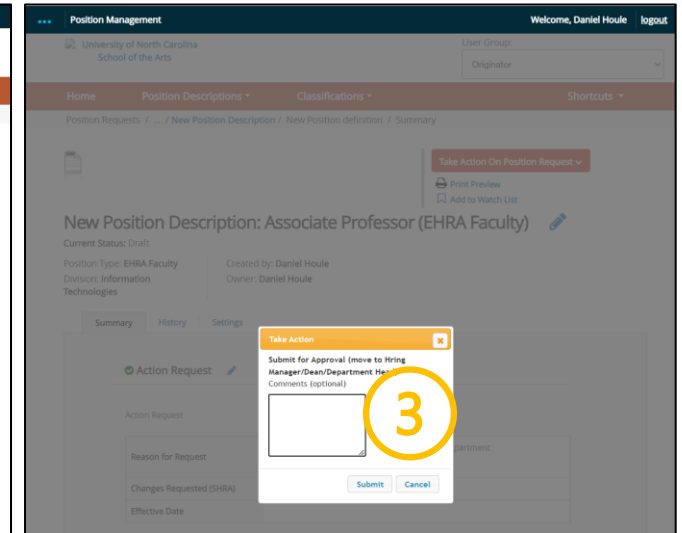 Position Management
Welcome, Daniel Houle logout
University of North Carolina
School of the Arts
User Group:
Originator
Home Position Descriptions Classifications Shortcuts
Position Requests / ... / New Position Description / New Position definition / Summary
Take Action On Position Request
Print Preview
Add to Watch List
New Position Description: Associate Professor (EHRA Faculty)
Current Status: Draft
Position Type: EHRA Faculty Created by: Daniel Houle
Division: Information Owner: Daniel Houle
Technologies
Summary History Settings
Take Action
Submit for Approval (move to Hiring
Manager/Dean/Department
Comments (optional)
Action Request
3
Action Request
Reason for Request
Changes Requested (SHRA)
Submit Cancel
Effective Date